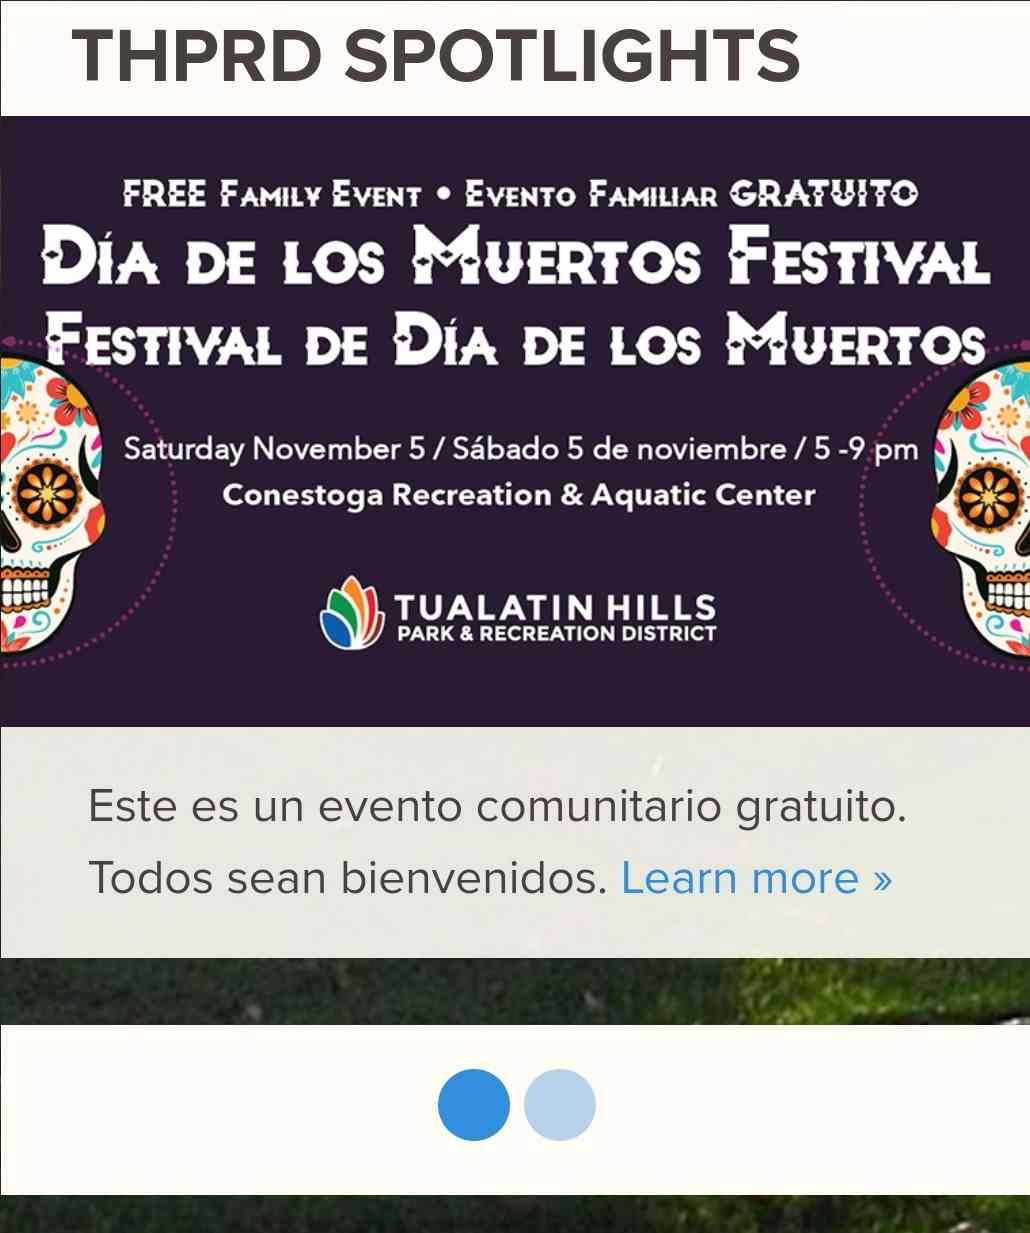 THPRD SPOTLIGHTS
FREE Family Event • Evento Familiar GRATUITO
Día de los Muertos Festival
Festival de Día de los Muertos
Saturday November 5 / Sábado 5 de noviembre / 5 -9 pm
Conestoga Recreation & Aquatic Center
TUALATIN HILLS
PARK & RECREATION DISTRICT
Este es un evento comunitario gratuito.
Todos sean bienvenidos. Learn more »